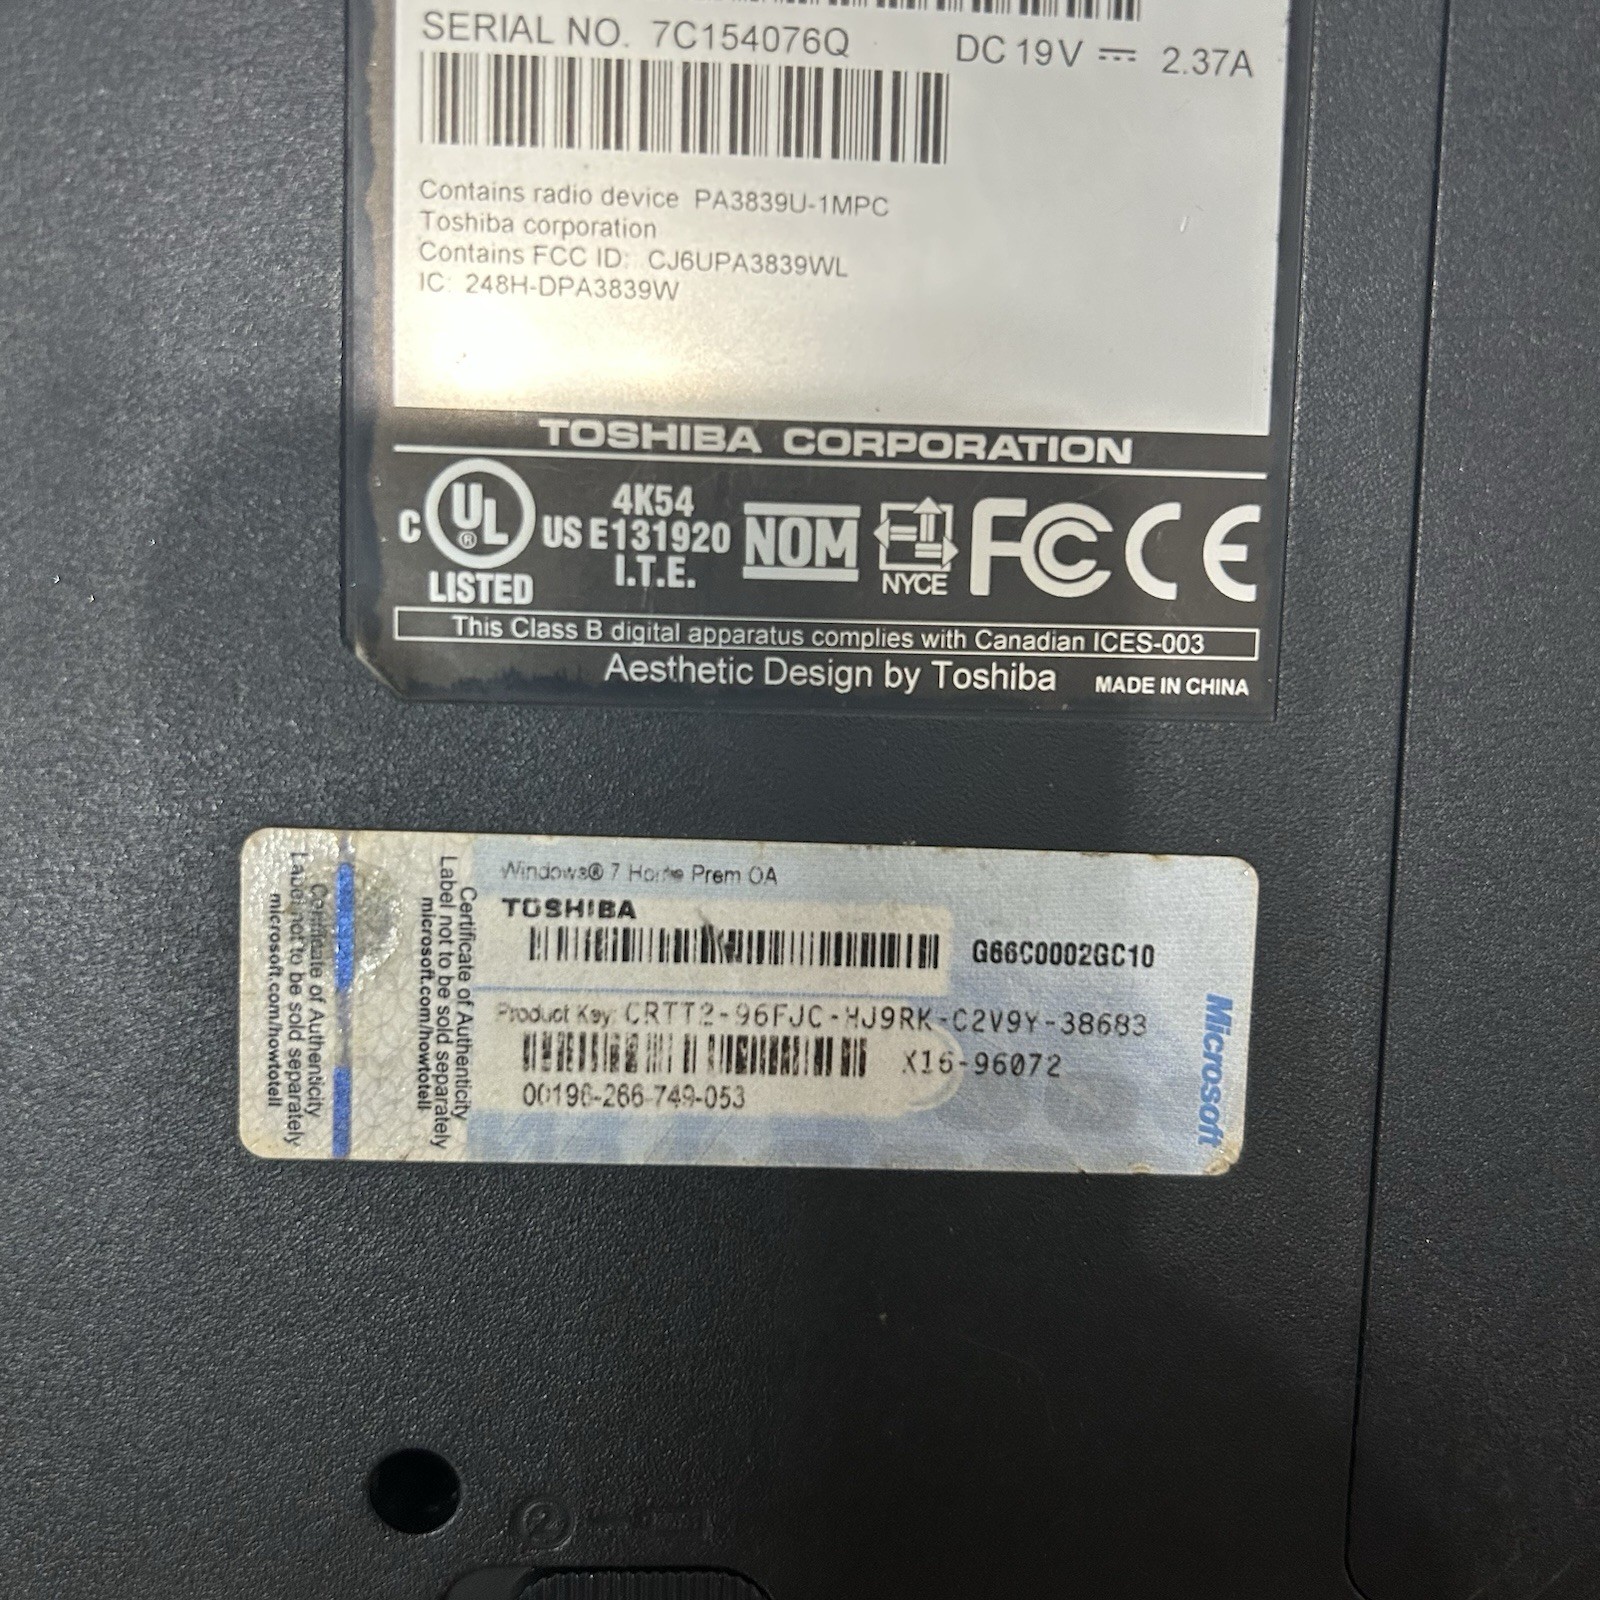 SERIAL NO. 7C154076Q
DC 19V ⎓ 2.37A
Contains radio device PA3839U-1MPC
Toshiba corporation
Contains FCC ID: CJ6UPA3839WL
IC: 248H-DPA3839W
TOSHIBA CORPORATION
C UL ® US LISTED
4K54
E131920
I.T.E.
NOM
NYCE
FC CE
This Class B digital apparatus complies with Canadian ICES-003
Aesthetic Design by Toshiba MADE IN CHINA
Certificate of Authenticity
Label not to be sold separately
microsoft.com/howtotell
Certificate of Authenticity
Label not to be sold separately
microsoft.com/howtotell
Windows® 7 Home Prem OA
TOSHIBA
G66C0002GC10
Product Key: CRTT2-96FJC-HJ9RK-C2V9Y-38683
X16-96072
00196-266-749-053
Microsoft